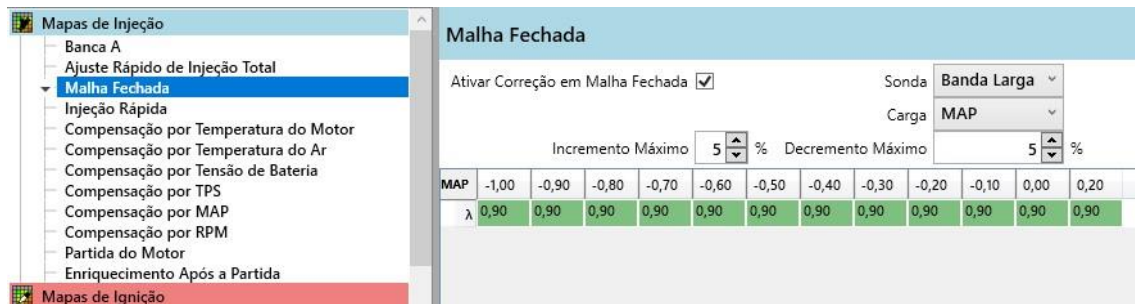 Mapas de Injeção
Banca A
Ajuste Rápido de Injeção Total
Malha Fechada
Injeção Rápida
Compensação por Temperatura do Motor
Compensação por Temperatura do Ar
Compensação por Tensão de Bateria
Compensação por TPS
Compensação por MAP
Compensação por RPM
Partida do Motor
Enriquecimento Após a Partida
Mapas de Ignição
Malha Fechada
Ativar Correção em Malha Fechada Sonda Banda Larga
Carga MAP
Incremento Máximo 5 % Decremento Máximo 5 %
MAP -1,00 -0,90 -0,80 -0,70 -0,60 -0,50 -0,40 -0,30 -0,20 -0,10 0,00 0,20
λ 0,90 0,90 0,90 0,90 0,90 0,90 0,90 0,90 0,90 0,90 0,90 0,90